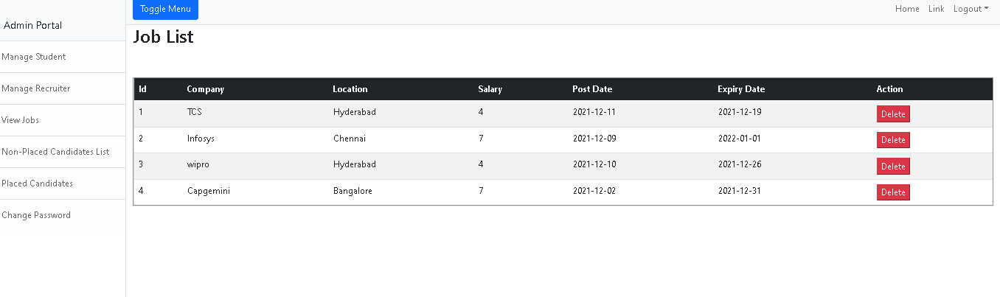 Toggle Menu Home Link Logout
Admin Portal
Job List
Manage Student
Manage Recruiter
View Jobs
Non-Placed Candidates List
Placed Candidates
Change Password
Id Company Location Salary Post Date Expiry Date Action
1 TCS Hyderabad 4 2021-12-11 2021-12-19 Delete
2 Infosys Chennai 7 2021-12-09 2022-01-01 Delete
3 wipro Hyderabad 4 2021-12-10 2021-12-26 Delete
4 Capgemini Bangalore 7 2021-12-02 2021-12-31 Delete